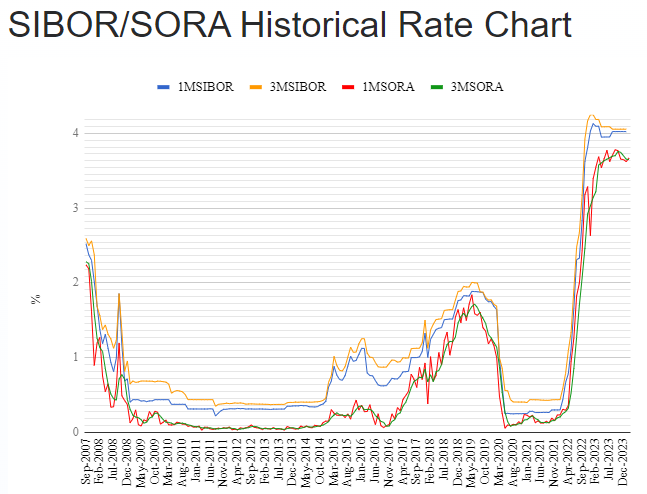 SIBOR/SORA Historical Rate Chart
1MSIBOR 3MSIBOR 1MSORA 3MSORA
4
3
2
1
0
%
Sep-2007
Feb-2008
Jul-2008
Dec-2008
May-2009
Oct-2009
Mar-2010
Aug-2010
Jan-2011
Jun-2011
Nov-2011
Apr-2012
Sep-2012
Feb-2013
Jul-2013
Dec-2013
May-2014
Oct-2014
Mar-2015
Aug-2015
Jan-2016
Jun-2016
Nov-2016
Apr-2017
Sep-2017
Feb-2018
Jul-2018
Dec-2018
May-2019
Oct-2019
Mar-2020
Aug-2020
Jan-2021
Jun-2021
Nov-2021
Apr-2022
Sep-2022
Feb-2023
Jul-2023
Dec-2023